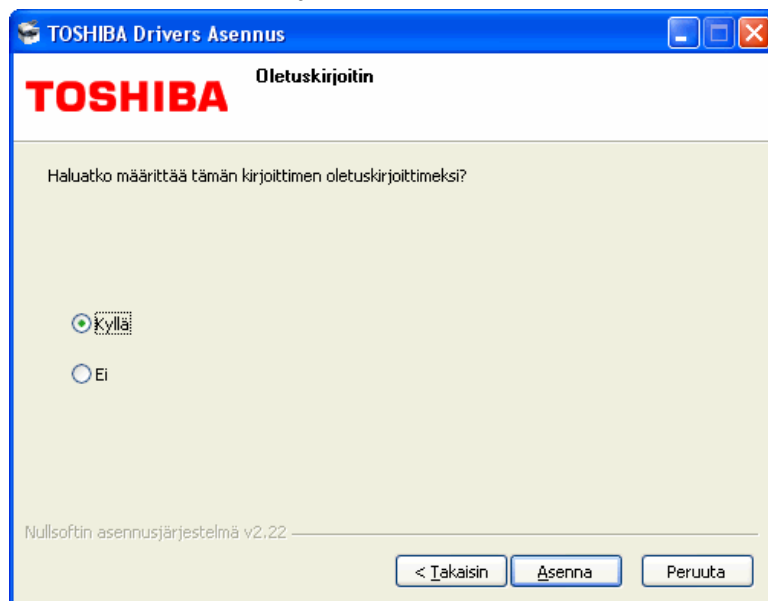 TOSHIBA Drivers Asennus
TOSHIBA
Oletuskirjoitin
Haluatko määrittää tämän kirjoittimen oletuskirjoittimeksi?
Kyllä
Ei
Nullsoftin asennusjärjestelmä v2.22
< Takaisin
Asenna
Peruuta